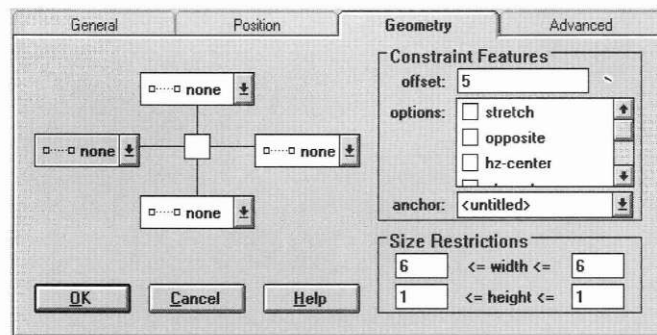 General Position Geometry Advanced
none
none
none
none
OK Cancel Help
Constraint Features
offset: 5
options: stretch
opposite
hz-center
anchor: <untitled>
Size Restrictions
6 <= width <= 6
1 <= height <= 1